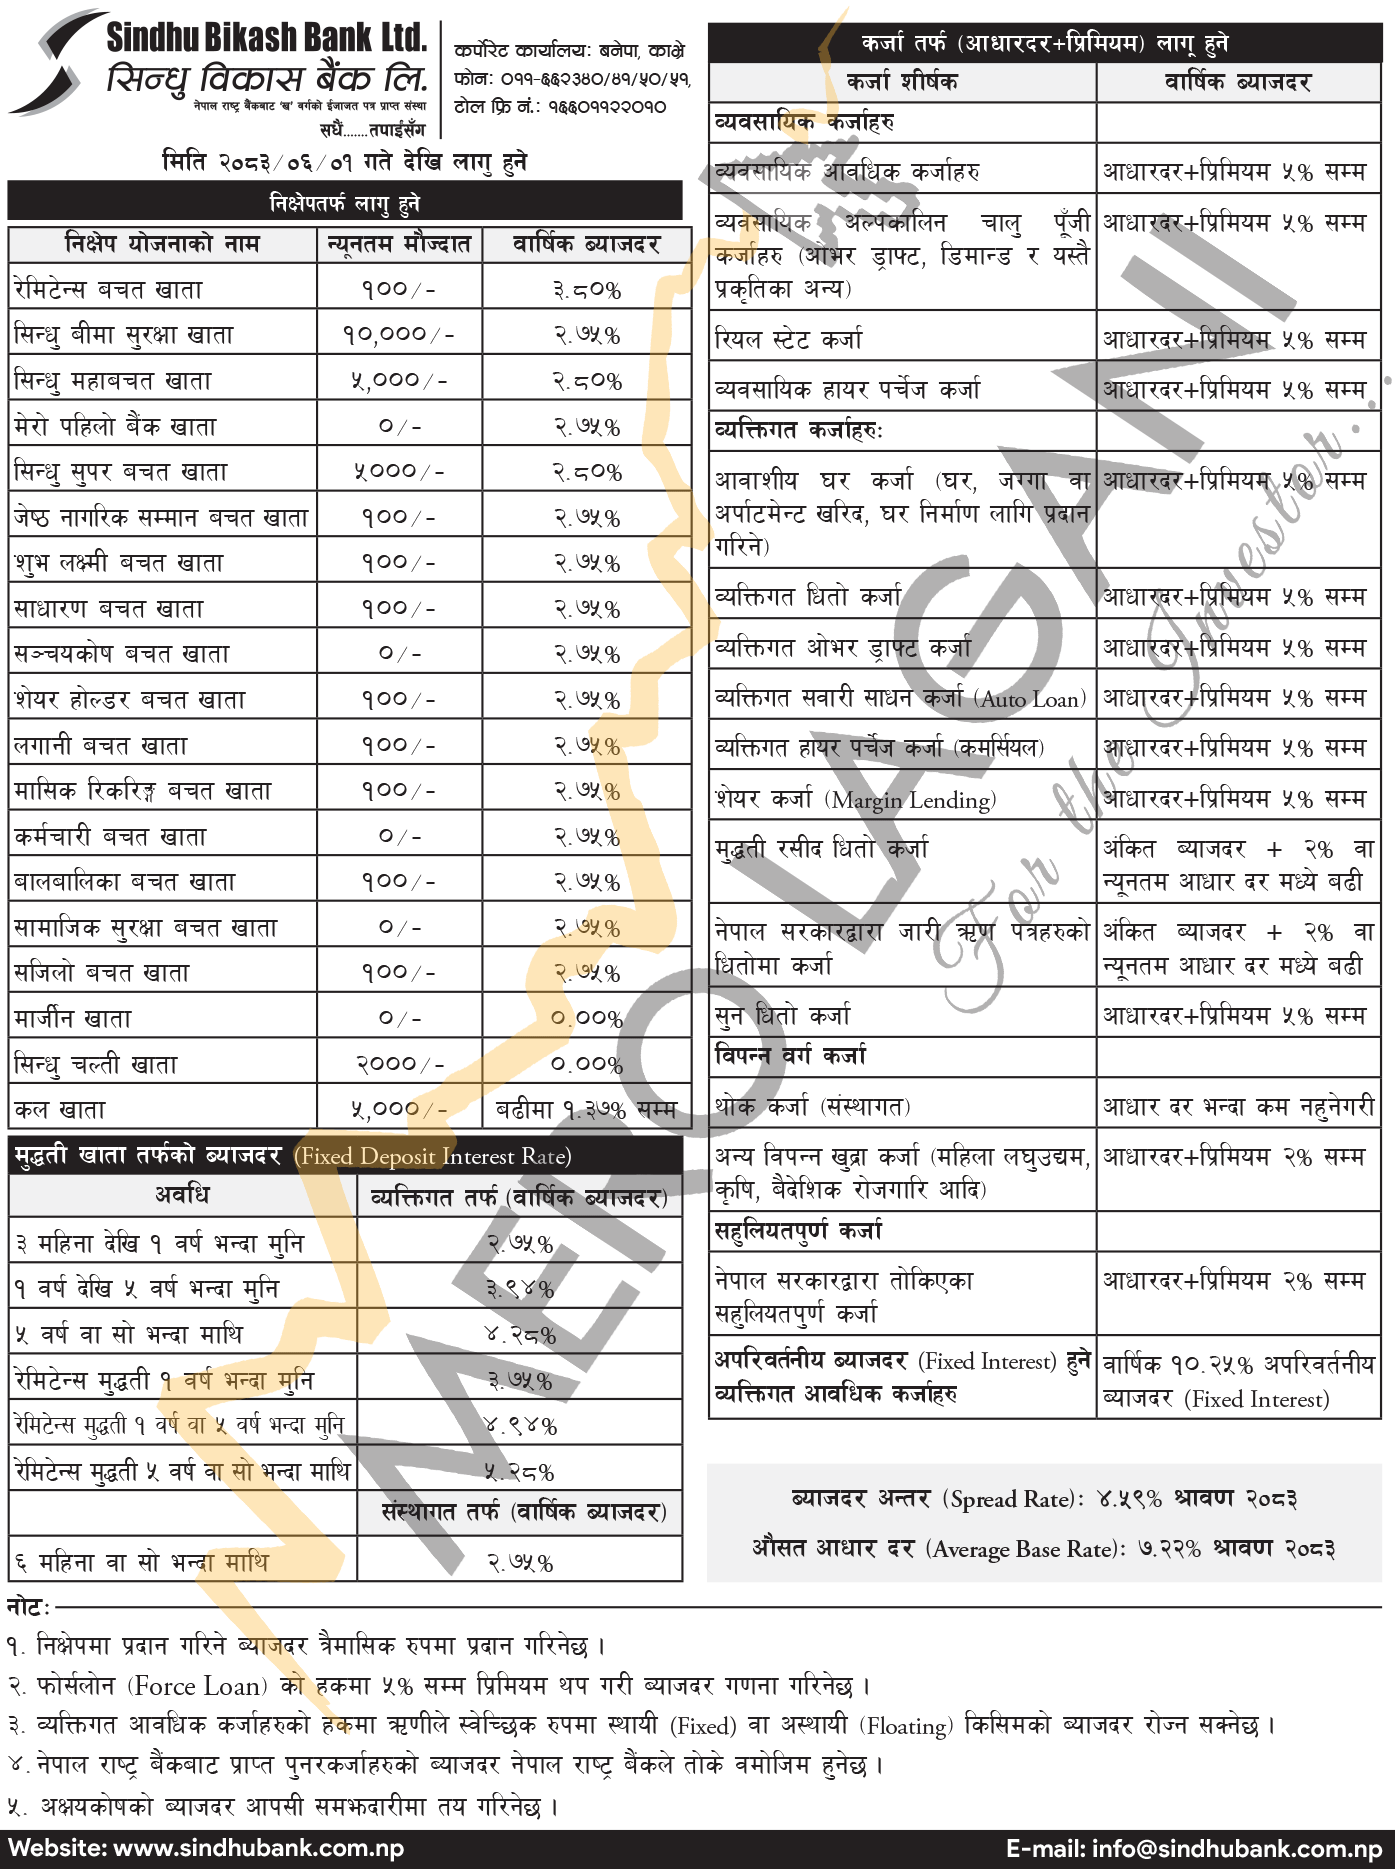 Sindhu Bikash Bank Ltd.
सिन्धु विकास बैंक लि.
नेपाल राष्ट्र बैंकबाट 'ख' वर्गको ईजाजत पत्र प्राप्त संस्था
सधैं.......तपाईसँग
कर्पोरेट कार्यालय: बनेपा, काभ्रे
फोन: ०११-६६२३४०/४१/५०/५१,
टोल फ्रि नं.: १६६०११२२०१०
मिति २०८३/०६/०१ गते देखि लागु हुने
निक्षेपतर्फ लागु हुने
निक्षेप योजनाको नाम न्यूनतम मौज्दात वार्षिक ब्याजदर
रेमिटेन्स बचत खाता १००/- ३.८०%
सिन्धु बीमा सुरक्षा खाता १०,०००/- २.७५%
सिन्धु महाबचत खाता ५,०००/- २.८०%
मेरो पहिलो बैंक खाता ०/- २.७५%
सिन्धु सुपर बचत खाता ५०००/- २.८०%
जेष्ठ नागरिक सम्मान बचत खाता १००/- २.७५%
शुभ लक्ष्मी बचत खाता १००/- २.७५%
साधारण बचत खाता १००/- २.७५%
सञ्चयकोष बचत खाता ०/- २.७५%
शेयर होल्डर बचत खाता १००/- २.७५%
लगानी बचत खाता १००/- २.७५%
मासिक रिकरिङ्ग बचत खाता १००/- २.७५%
कर्मचारी बचत खाता ०/- २.७५%
बालबालिका बचत खाता १००/- २.७५%
सामाजिक सुरक्षा बचत खाता ०/- २.७५%
सजिलो बचत खाता १००/- २.७५%
मार्जीन खाता ०/- ०.००%
सिन्धु चल्ती खाता २०००/- ०.००%
कल खाता ५,०००/- बढीमा १.३७% सम्म
मुद्धती खाता तर्फको ब्याजदर (Fixed Deposit Interest Rate)
अवधि व्यक्तिगत तर्फ (वार्षिक ब्याजदर)
३ महिना देखि १ वर्ष भन्दा मुनि २.७५%
१ वर्ष देखि ५ वर्ष भन्दा मुनि ३.९४%
५ वर्ष वा सो भन्दा माथि ४.२८%
रेमिटेन्स मुद्धती १ वर्ष भन्दा मुनि ३.७५%
रेमिटेन्स मुद्धती १ वर्ष वा ५ वर्ष भन्दा मुनि ४.९४%
रेमिटेन्स मुद्धती ५ वर्ष वा सो भन्दा माथि ५.२८%
संस्थागत तर्फ (वार्षिक ब्याजदर)
६ महिना वा सो भन्दा माथि २.७५%
कर्जा तर्फ (आधारदर+प्रिमियम) लागू हुने
कर्जा शीर्षक वार्षिक ब्याजदर
व्यवसायिक कर्जाहरु
व्यवसायिक आवधिक कर्जाहरु आधारदर+प्रिमियम ५% सम्म
व्यवसायिक अल्पकालिन चालु पूँजी आधारदर+प्रिमियम ५% सम्म
कर्जाहरु (ओभर ड्राफ्ट, डिमान्ड र यस्तै
प्रकृतिका अन्य)
रियल स्टेट कर्जा आधारदर+प्रिमियम ५% सम्म
व्यवसायिक हायर पर्चेज कर्जा आधारदर+प्रिमियम ५% सम्म
व्यक्तिगत कर्जाहरु:
आवाशीय घर कर्जा (घर, जग्गा वा आधारदर+प्रिमियम ५% सम्म
अर्पाटमेन्ट खरिद, घर निर्माण लागि प्रदान
गरिने)
व्यक्तिगत धितो कर्जा आधारदर+प्रिमियम ५% सम्म
व्यक्तिगत ओभर ड्राफ्ट कर्जा आधारदर+प्रिमियम ५% सम्म
व्यक्तिगत सवारी साधन कर्जा (Auto Loan) आधारदर+प्रिमियम ५% सम्म
व्यक्तिगत हायर पर्चेज कर्जा (कमर्सियल) आधारदर+प्रिमियम ५% सम्म
शेयर कर्जा (Margin Lending) आधारदर+प्रिमियम ५% सम्म
मुद्धती रसीद धितो कर्जा अंकित ब्याजदर + २% वा
न्यूनतम आधार दर मध्ये बढी
नेपाल सरकारद्वारा जारी ऋण पत्रहरुको अंकित ब्याजदर + २% वा
धितोमा कर्जा न्यूनतम आधार दर मध्ये बढी
सुन धितो कर्जा आधारदर+प्रिमियम ५% सम्म
विपन्न वर्ग कर्जा
थोक कर्जा (संस्थागत) आधार दर भन्दा कम नहुनेगरी
अन्य विपन्न खुद्रा कर्जा (महिला लघुउद्यम, आधारदर+प्रिमियम २% सम्म
कृषि, बैदेशिक रोजगारि आदि)
सहुलियतपुर्ण कर्जा
नेपाल सरकारद्वारा तोकिएका आधारदर+प्रिमियम २% सम्म
सहुलियतपुर्ण कर्जा
अपरिवर्तनीय ब्याजदर (Fixed Interest) हुने वार्षिक १०.२५% अपरिवर्तनीय
व्यक्तिगत आवधिक कर्जाहरु ब्याजदर (Fixed Interest)
ब्याजदर अन्तर (Spread Rate): ४.५९% श्रावण २०८३
औसत आधार दर (Average Base Rate): ७.२२% श्रावण २०८३
नोट:
१. निक्षेपमा प्रदान गरिने ब्याजदर त्रैमासिक रुपमा प्रदान गरिनेछ ।
२. फोर्सलोन (Force Loan) को हकमा ५% सम्म प्रिमियम थप गरी ब्याजदर गणना गरिनेछ ।
३. व्यक्तिगत आवधिक कर्जाहरुको हकमा ऋणीले स्वेच्छिक रुपमा स्थायी (Fixed) वा अस्थायी (Floating) किसिमको ब्याजदर रोज्न सक्नेछ ।
४. नेपाल राष्ट्र बैंकबाट प्राप्त पुनरकर्जाहरुको ब्याजदर नेपाल राष्ट्र बैंकले तोके वमोजिम हुनेछ ।
५. अक्षयकोषको ब्याजदर आपसी समझदारीमा तय गरिनेछ ।
Website: www.sindhubank.com.np E-mail: info@sindhubank.com.np
MERO LAGANI
For the Investor...